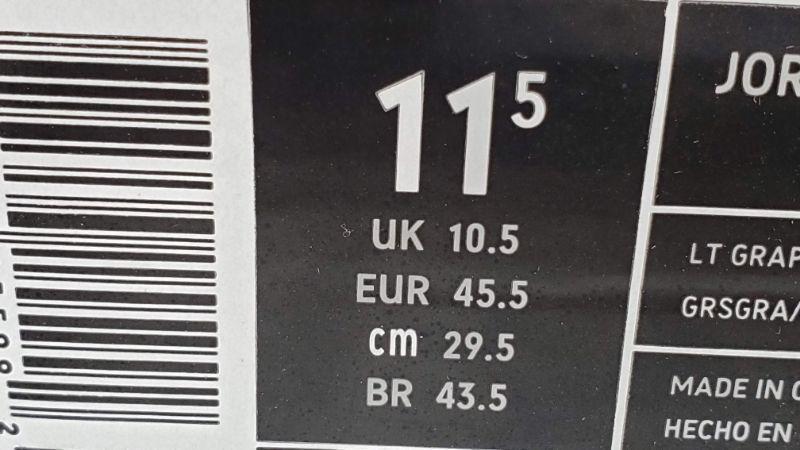 11⁵
UK 10.5
EUR 45.5
cm 29.5
BR 43.5
JOR
LT GRAP
GRSGRA/
MADE IN C
HECHO EN